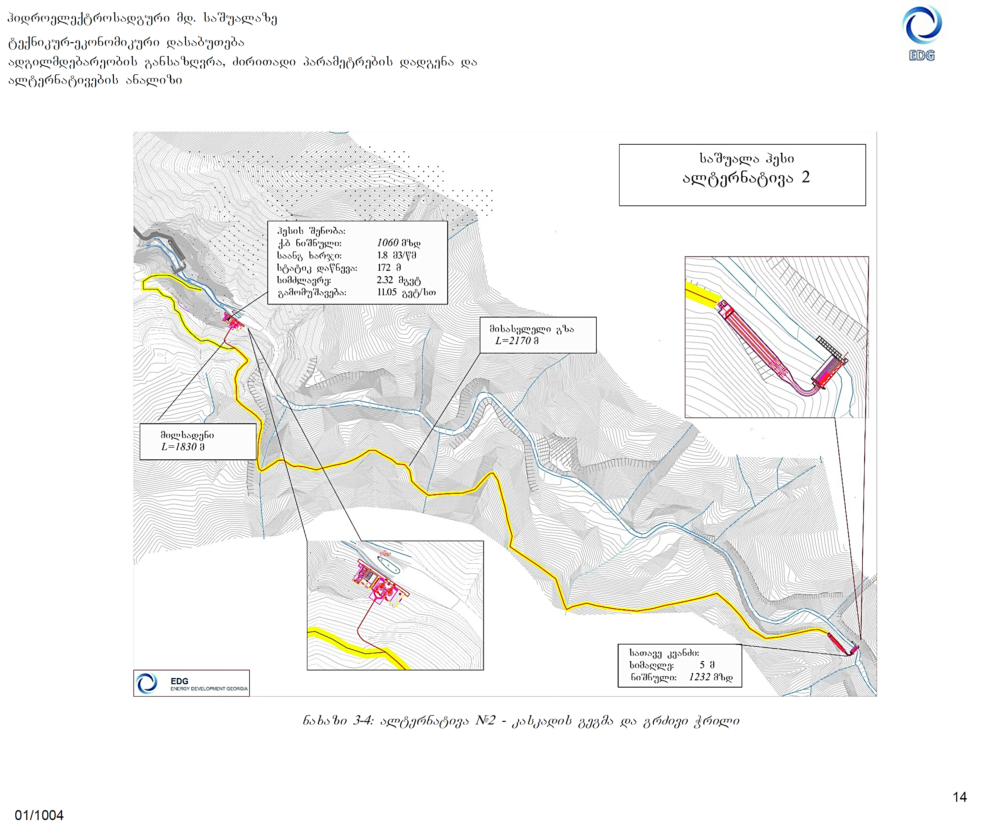 ჰიდროელექტროსადგური მდ. საშუალაზე
ტექნიკურ-ეკონომიკური დასაბუთება
ადგილმდებარეობის განსაზღვრა, ძირითადი პარამეტრების დადგენა და
ალტერნატივების ანალიზი
EDG
საშუალა ჰესი
ალტერნატივა 2
ჰესის შენობა:
ქ.ბ ნიშნული: 1060 მზდ
საანგ ხარჯი: 1.8 მ3/წმ
სტატიკ დაწნევა: 172 მ
სიმძლავრე: 2.32 მგვტ
გამომუშავება: 11.05 გვტ/სთ
მისასვლელი გზა
L=2170 მ
მილსადენი
L=1830 მ
სათავე კვანძი:
სიმაღლე: 5 მ
ნიშნული: 1232 მზდ
EDG
ENERGY DEVELOPMENT GEORGIA
ნახაზი 3-4: ალტერნატივა №2 - კასკადის გეგმა და გრძივი ჭრილი
14
01/1004